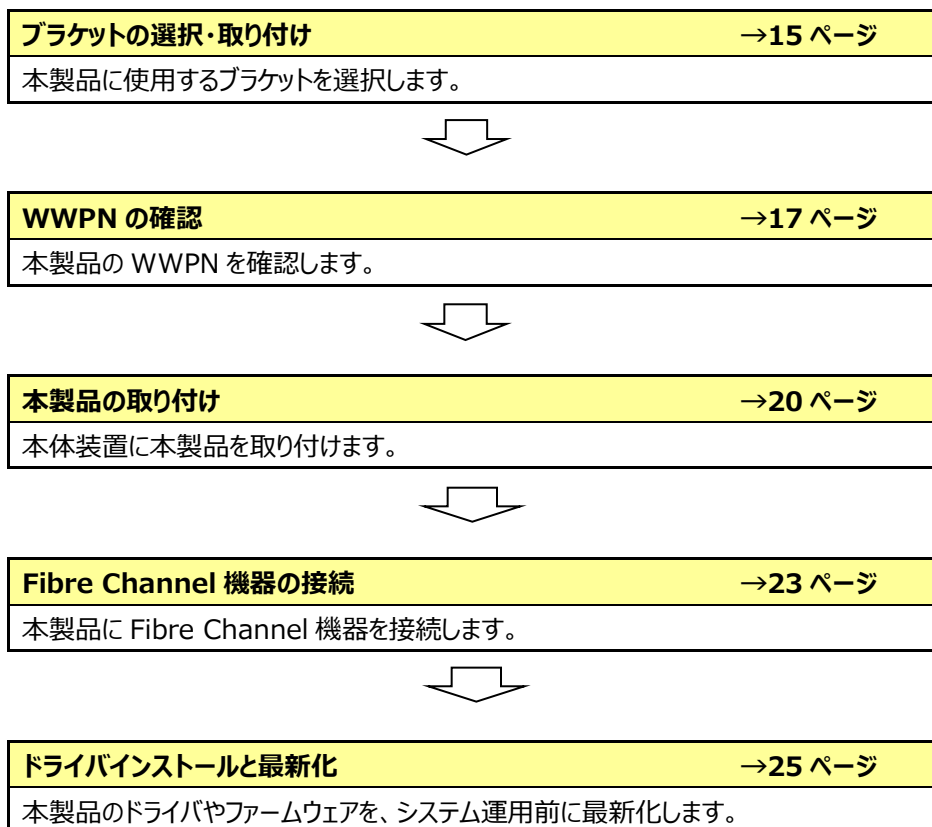 ブラケットの選択・取り付け →15 ページ
本製品に使用するブラケットを選択します。
WWPN の確認 →17 ページ
本製品の WWPN を確認します。
本製品の取り付け →20 ページ
本体装置に本製品を取り付けます。
Fibre Channel 機器の接続 →23 ページ
本製品に Fibre Channel 機器を接続します。
ドライバインストールと最新化 →25 ページ
本製品のドライバやファームウェアを、システム運用前に最新化します。